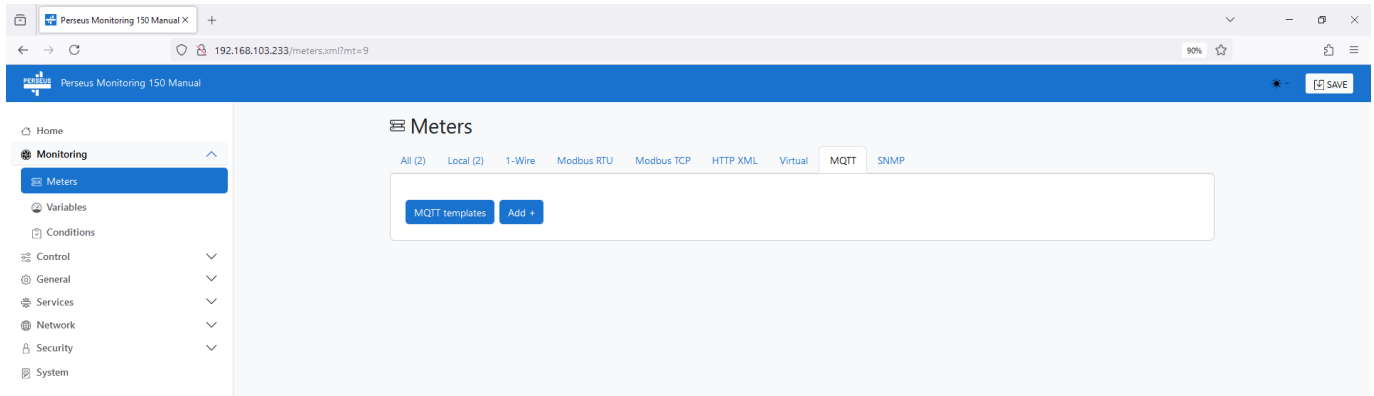 Perseus Monitoring 150 Manual
192.168.103.233/meters.xml?mt=9
90%
PERSEUS
Perseus Monitoring 150 Manual
SAVE
Home
Monitoring
Meters
Variables
Conditions
Control
General
Services
Network
Security
System
Meters
All (2) Local (2) 1-Wire Modbus RTU Modbus TCP HTTP XML Virtual MQTT SNMP
MQTT templates Add +